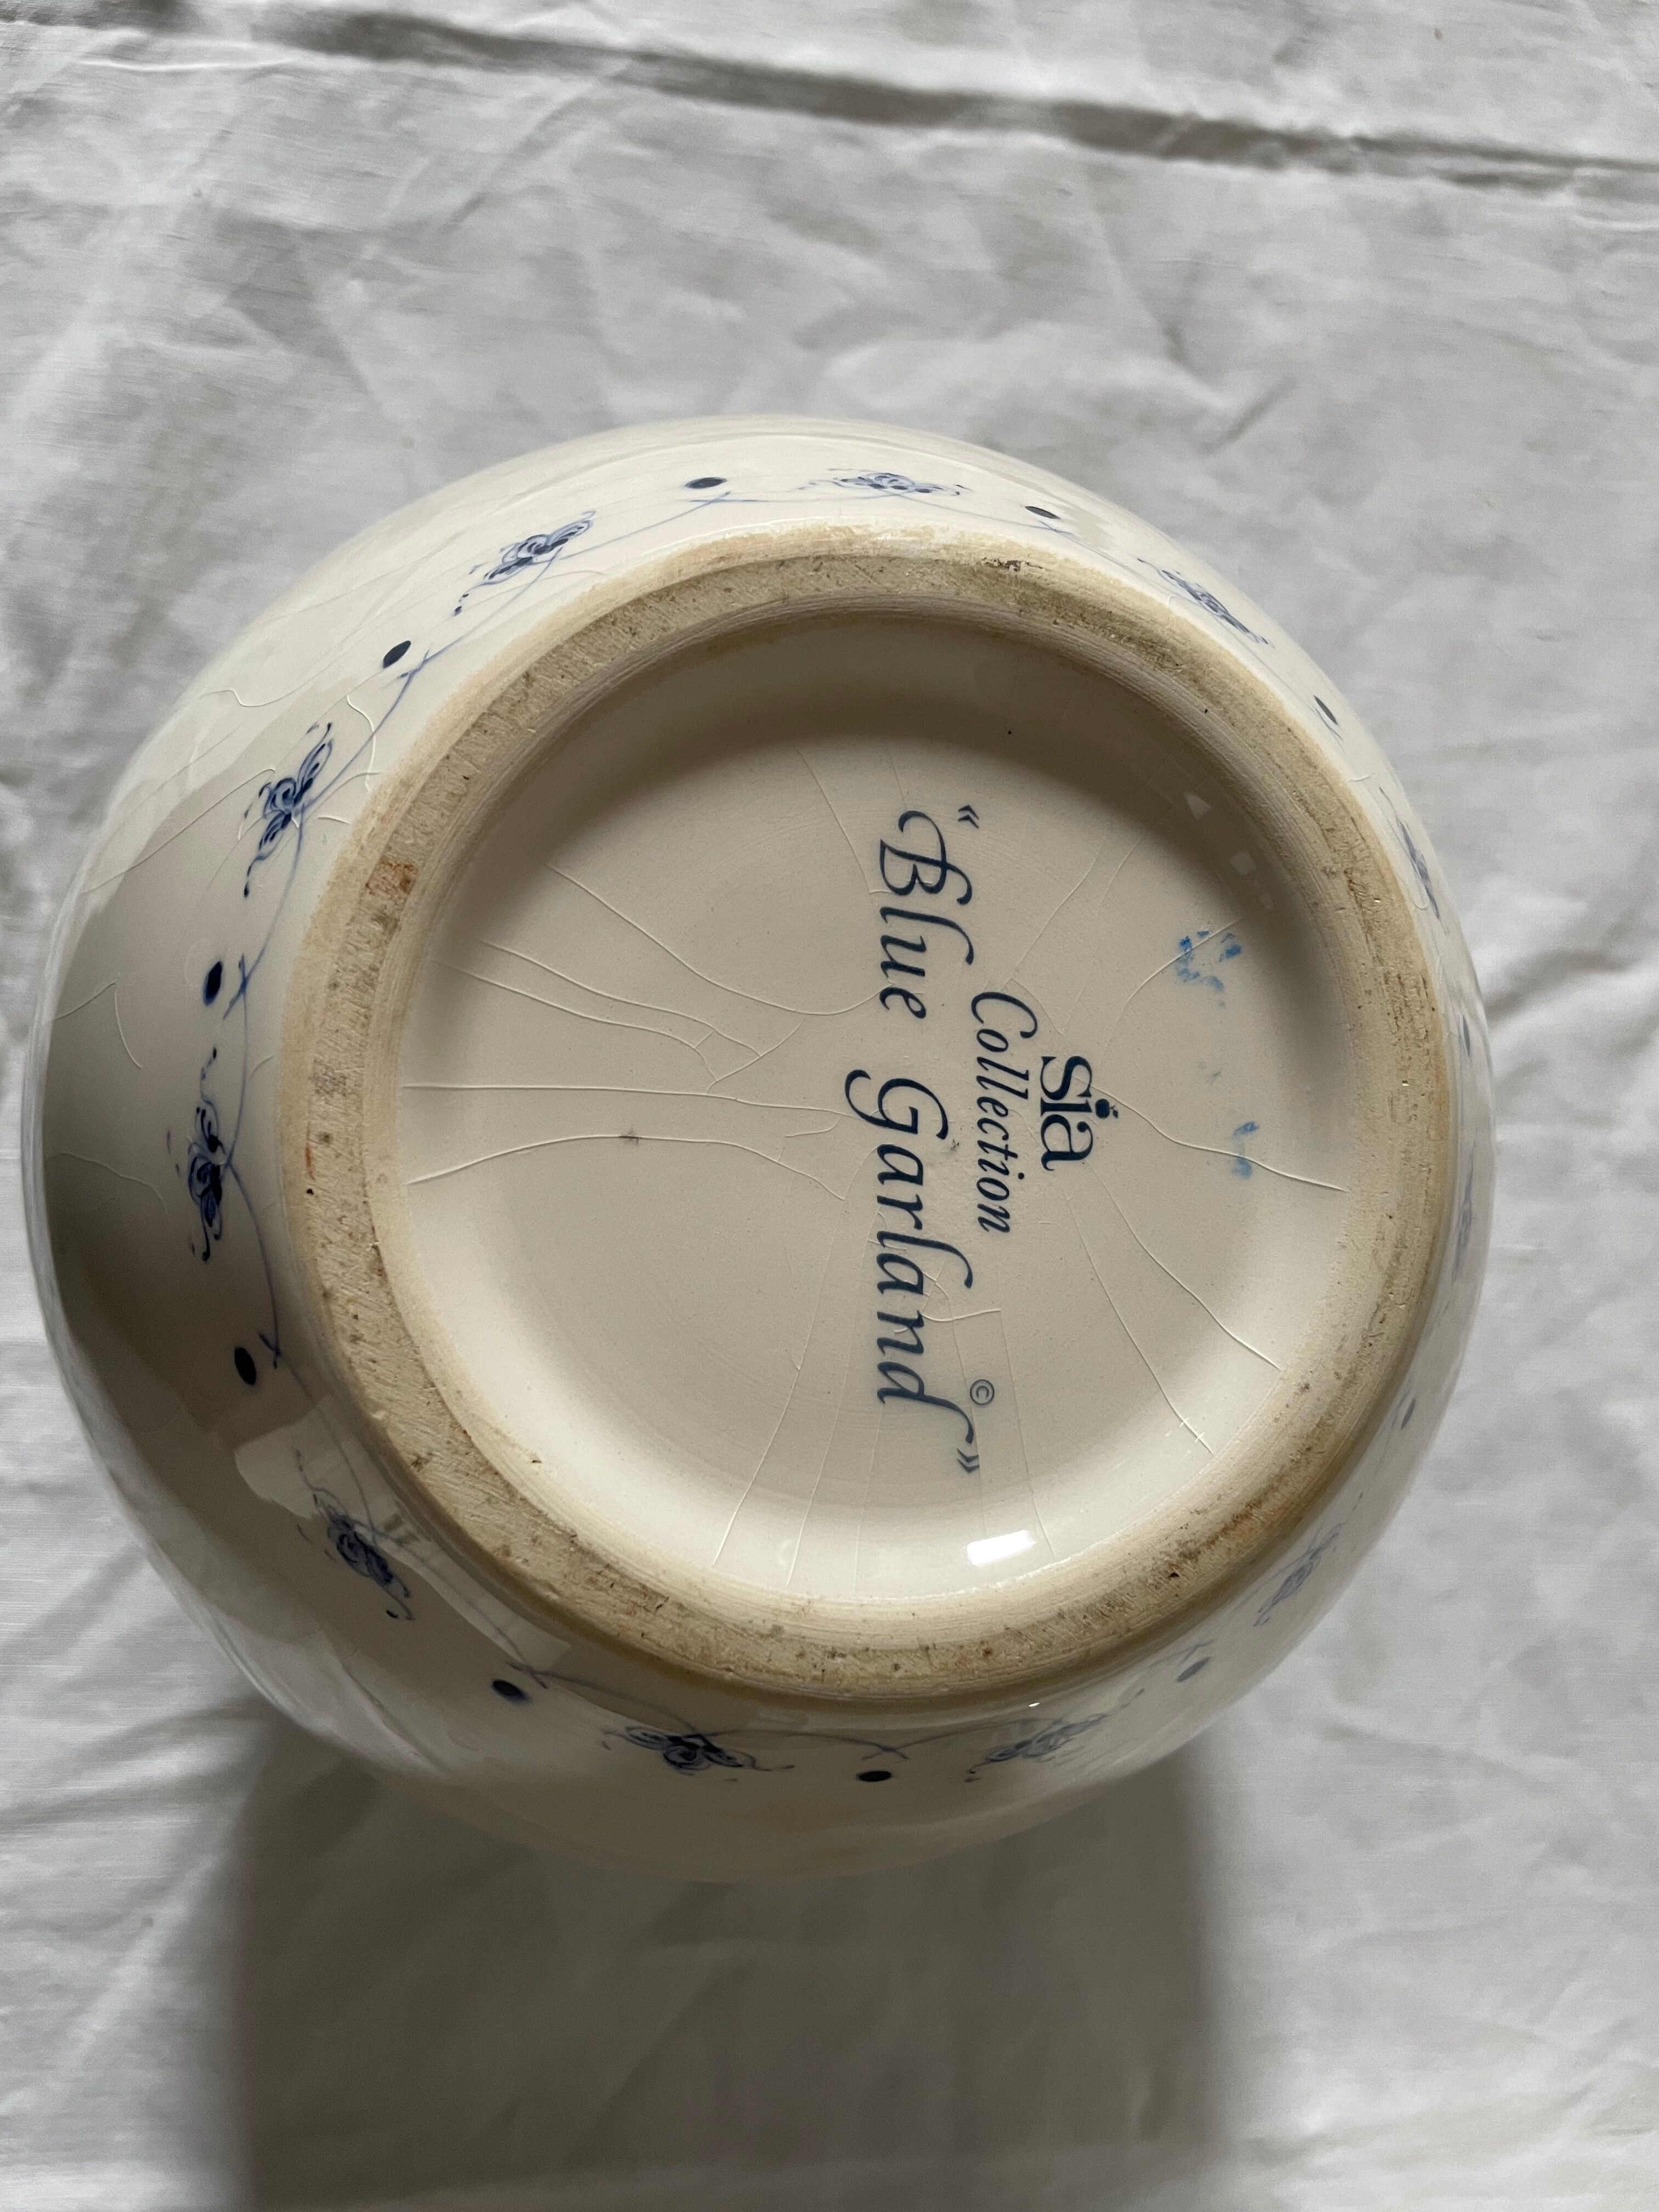 sia
Collection
"Blue Garland"
©